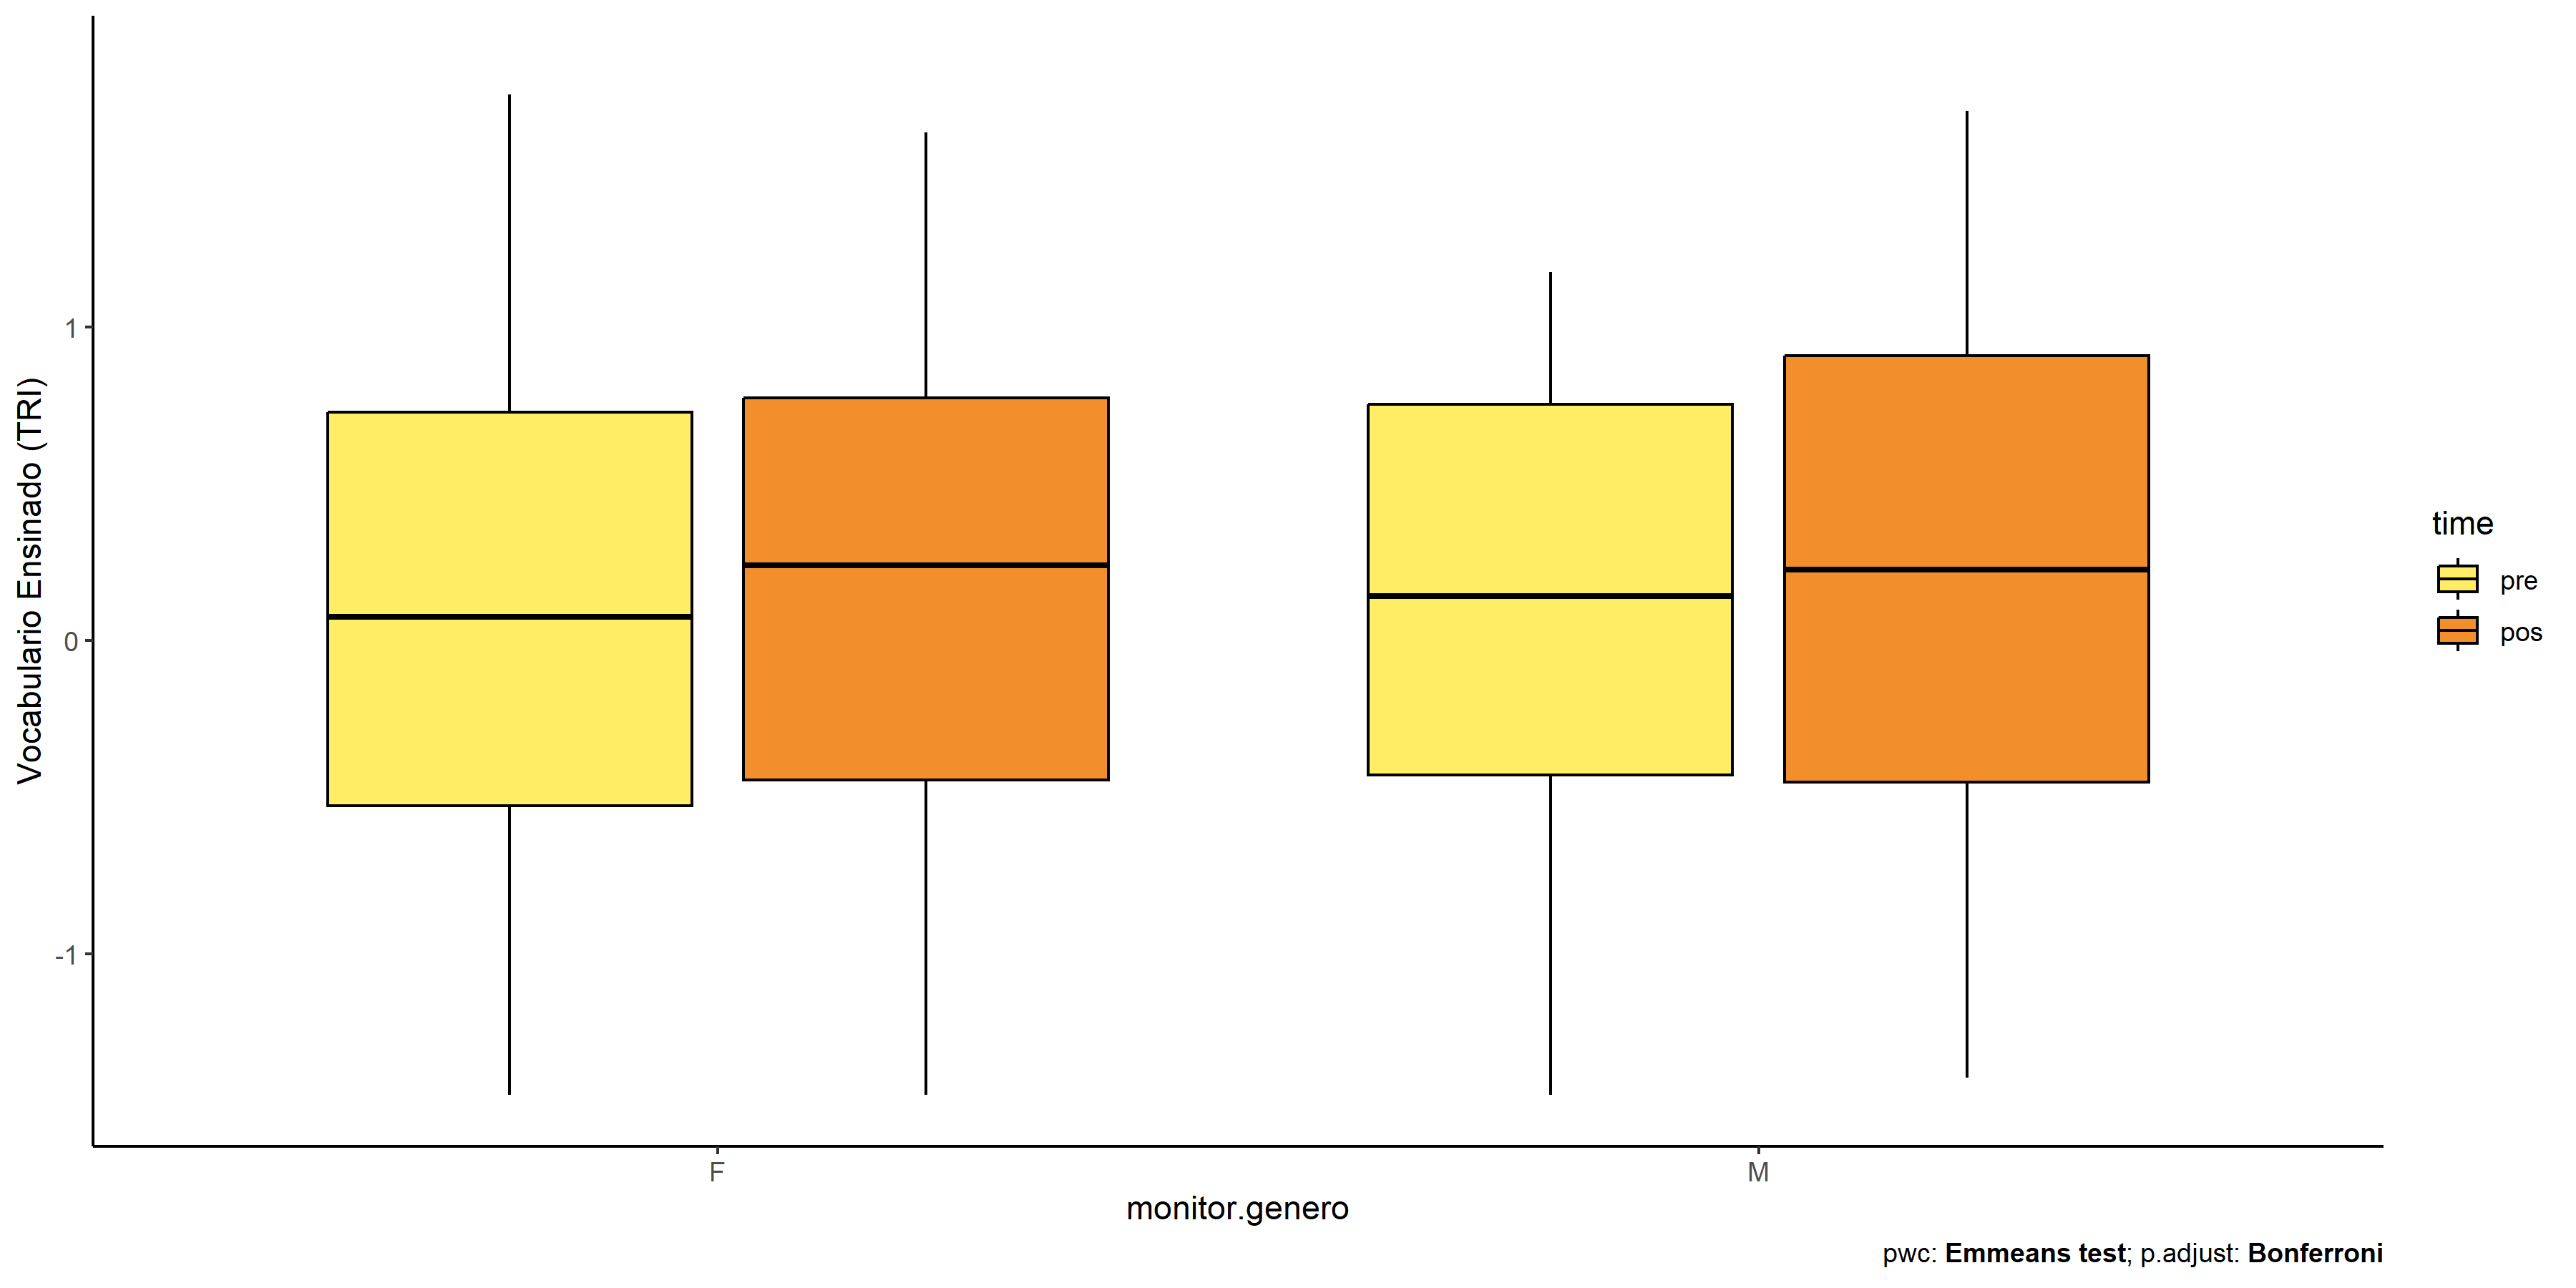 Vocabulario Ensinado (TRI)
1
0
-1
F
M
monitor.genero
time
pre
pos
pwc: Emmeans test; p.adjust: Bonferroni